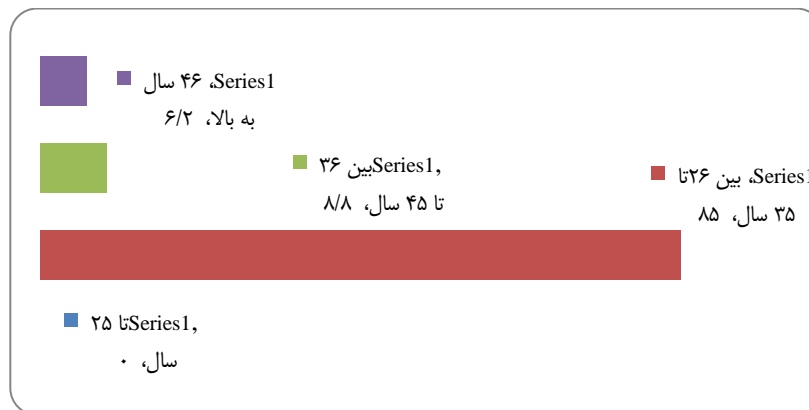 Series1، ۴۶ سال
به بالا، ۶/۲
Series1, بین ۳۶
تا ۴۵ سال، ۸/۸
Series1، بین ۲۶تا
۳۵ سال، ۸۵
Series1, تا ۲۵
سال، ۰